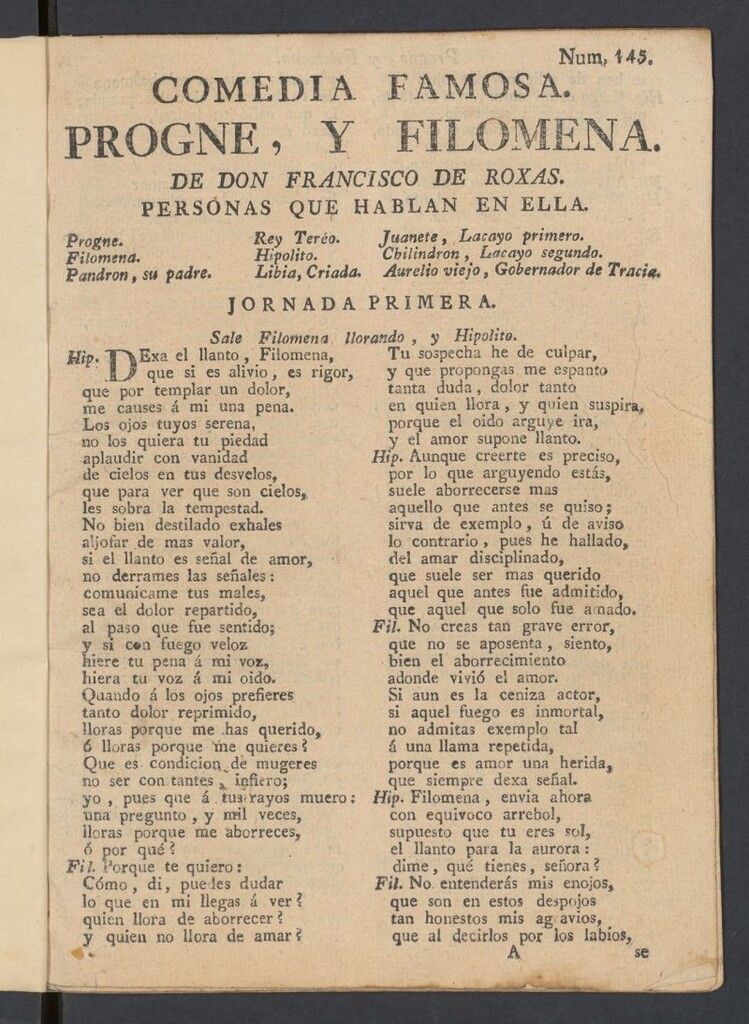 Num, 145.
COMEDIA FAMOSA.
PROGNE, Y FILOMENA.
DE DON FRANCISCO DE ROXAS.
PERSONAS QUE HABLAN EN ELLA.
Progne. Rey Teréo. Juanete, Lacayo primero.
Filomena. Hipolito. Chilindron, Lacayo segundo.
Pandron, su padre. Libia, Criada. Aurelio viejo, Gobernador de Tracia.
JORNADA PRIMERA.
Sale Filomena llorando, y Hipolito.
Hip. DExa el llanto, Filomena,
que si es alivio, es rigor,
que por templar un dolor,
me causes á mi una pena.
Los ojos tuyos serena,
no los quiera tu piedad
aplaudir con vanidad
de cielos en tus desvelos,
que para ver que son cielos,
les sobra la tempestad.
No bien destilado exhales
aljofar de mas valor,
si el llanto es señal de amor,
no derrames las señales:
comunicame tus males,
sea el dolor repartido,
al paso que fue sentido;
y si con fuego veloz
hiere tu pena á mi voz,
hiera tu voz á mi oido.
Quando á los ojos prefieres
tanto dolor reprimido,
lloras porque me has querido,
ó lloras porque me quieres?
Que es condicion de mugeres
no ser constantes, infiero;
yo, pues que á tus rayos muero:
una pregunto, y mil veces,
lloras porque me aborreces,
ó por qué?
Fil. Porque te quiero:
Cómo, di, puedes dudar
lo que en mi llegas á ver?
quien llora de aborrecer?
y quien no llora de amar?
Tu sospecha he de culpar,
y que propongas me espanto
tanta duda, dolor tanto
en quien llora, y quien suspira,
porque el oido arguye ira,
y el amor supone llanto.
Hip. Aunque creerte es preciso,
por lo que arguyendo estás,
suele aborrecerse mas
aquello que antes se quiso;
sirva de exemplo, ú de aviso
lo contrario, pues he hallado,
del amar disciplinado,
que suele ser mas querido
aquel que antes fue admitido,
que aquel que solo fue amado.
Fil. No creas tan grave error,
que no se aposenta, siento,
bien el aborrecimiento
adonde vivió el amor.
Si aun es la ceniza actor,
si aquel fuego es inmortal,
no admitas exemplo tal
á una llama repetida,
porque es amor una herida,
que siempre dexa señal.
Hip. Filomena, envia ahora
con equivoco arrebol,
supuesto que tu eres sol,
el llanto para la aurora:
dime, qué tienes, señora?
Fil. No entenderás mis enojos,
que son en estos despojos
tan honestos mis agravios,
que al decirlos por los labios,
A se